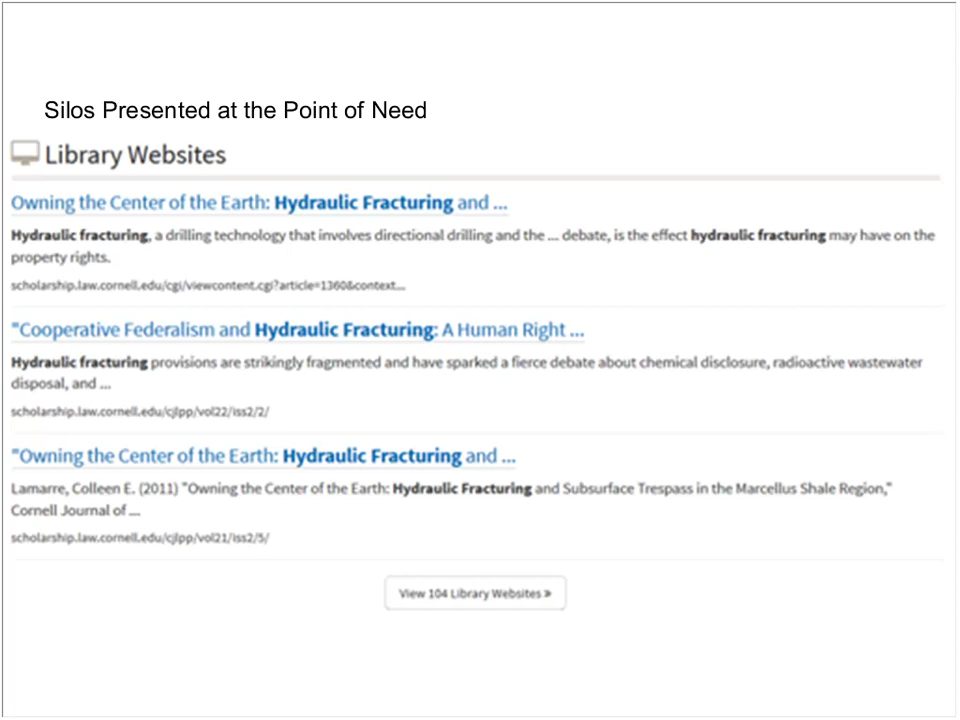 Silos Presented at the Point of Need
Library Websites
Owning the Center of the Earth: Hydraulic Fracturing and ...
Hydraulic fracturing, a drilling technology that involves directional drilling and the ... debate, is the effect hydraulic fracturing may have on the
property rights.
scholarship.law.cornell.edu/cgi/viewcontent.cgi?article=1360&context...
"Cooperative Federalism and Hydraulic Fracturing: A Human Right ...
Hydraulic fracturing provisions are strikingly fragmented and have sparked a fierce debate about chemical disclosure, radioactive wastewater
disposal, and ...
scholarship.law.cornell.edu/cjlpp/vol22/iss2/2/
"Owning the Center of the Earth: Hydraulic Fracturing and ...
Lamarre, Colleen E. (2011) "Owning the Center of the Earth: Hydraulic Fracturing and Subsurface Trespass in the Marcellus Shale Region,"
Cornell Journal of ...
scholarship.law.cornell.edu/cjlpp/vol21/iss2/5/
View 104 Library Websites »